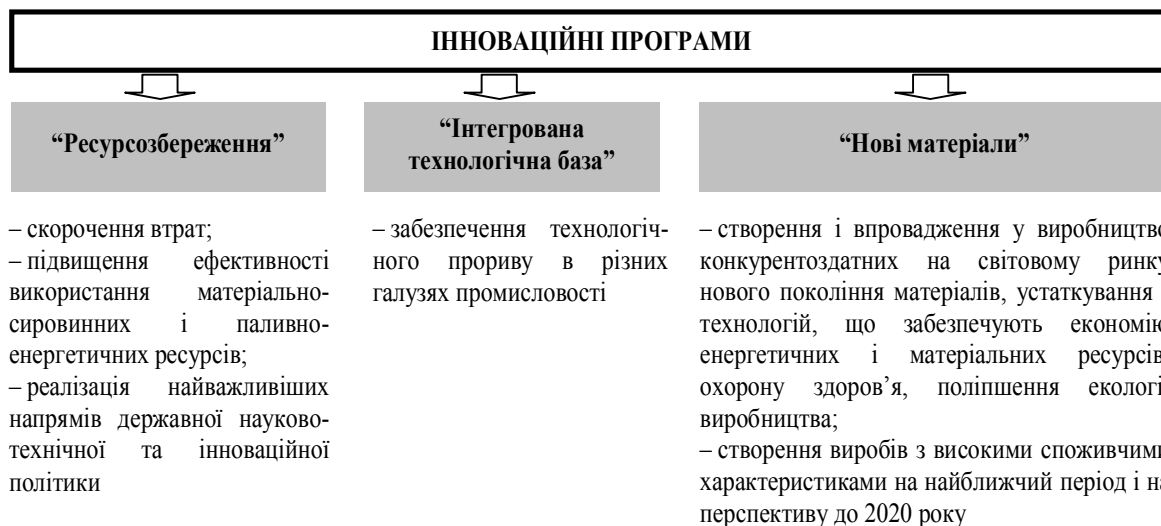 ІННОВАЦІЙНІ ПРОГРАМИ
“Ресурсозбереження”
“Інтегрована
технологічна база”
“Нові матеріали”
– скорочення втрат;
– підвищення ефективності
використання матеріально-
сировинних і паливно-
енергетичних ресурсів;
– реалізація найважливіших
напрямів державної науково-
технічної та інноваційної
політики
– забезпечення технологіч-
ного прориву в різних
галузях промисловості
– створення і впровадження у виробництво
конкурентоздатних на світовому ринку
нового покоління матеріалів, устаткування
технологій, що забезпечують економію
енергетичних і матеріальних ресурсів
охорону здоров’я, поліпшення екологі
виробництва;
– створення виробів з високими споживчими
характеристиками на найближчий період і на
перспективу до 2020 року